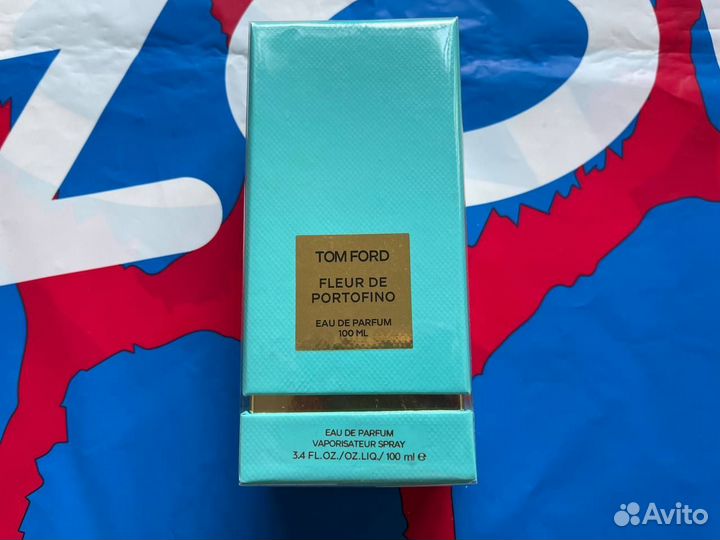 TOM FORD
FLEUR DE
PORTOFINO
EAU DE PARFUM
100 ML
EAU DE PARFUM
VAPORISATEUR SPRAY
3.4 FL.OZ./OZ.LIQ./ 100 ml ℮
Avito